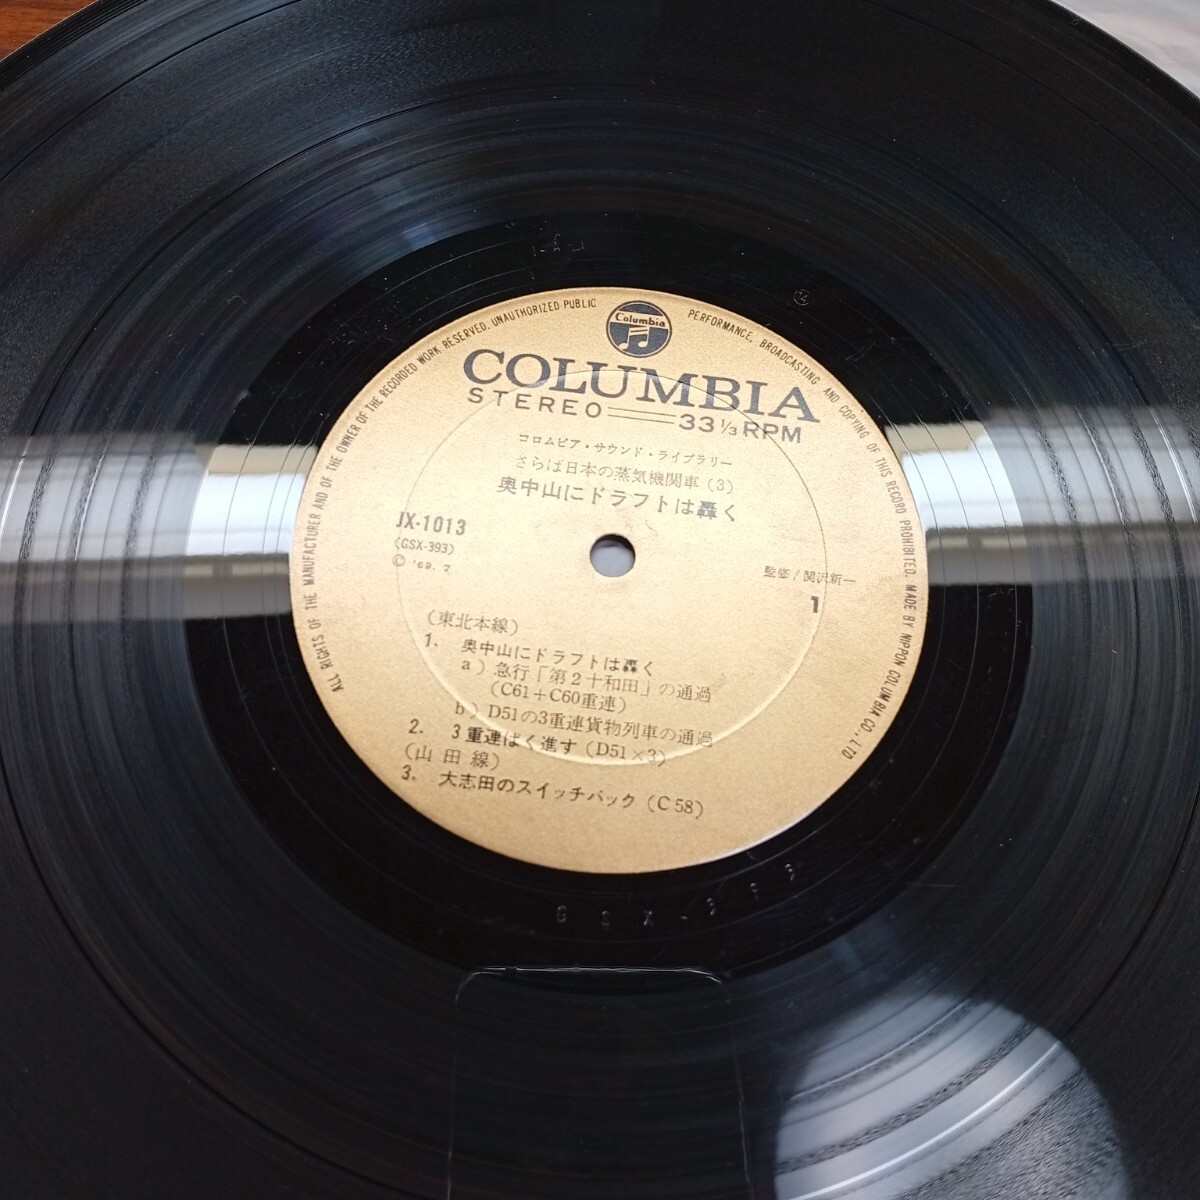 Columbia
COLUMBIA
STEREO 33 1/3 RPM
コロムビア・サウンド・ライブラリー
さらば日本の蒸気機関車(3)
奥中山にドラフトは轟く
JX-1013
(GSX-393)
Ⓒ '69. 7
監修/関沢新一
1
(東北本線)
1. 奥中山にドラフトは轟く
a) 急行「第2十和田」の通過
(C61+C60重連)
b) D51の3重連貨物列車の通過
2. 3重連ばく進す(D51×3)
(山田線)
3. 大志田のスイッチバック(C58)
ALL RIGHTS OF THE MANUFACTURER AND OF THE OWNER OF THE RECORDED WORK RESERVED. UNAUTHORIZED PUBLIC PERFORMANCE, BROADCASTING AND COPYING OF THIS RECORD PROHIBITED. MADE BY NIPPON COLUMBIA CO., LTD
GSX-393